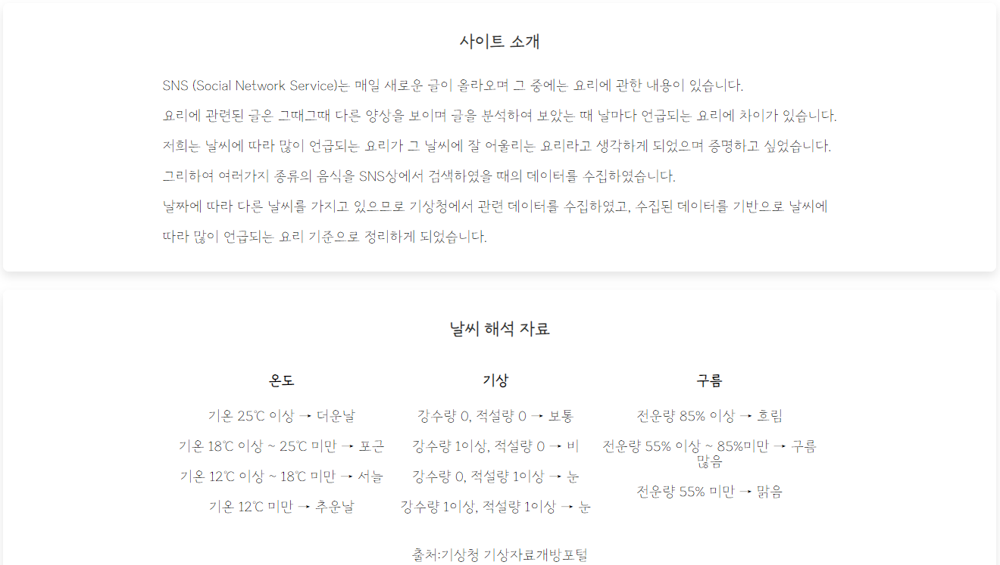 사이트 소개
SNS (Social Network Service)는 매일 새로운 글이 올라오며 그 중에는 요리에 관한 내용이 있습니다.
요리에 관련된 글은 그때그때 다른 양상을 보이며 글을 분석하여 보았는 때 날마다 언급되는 요리에 차이가 있습니다.
저희는 날씨에 따라 많이 언급되는 요리가 그 날씨에 잘 어울리는 요리라고 생각하게 되었으며 증명하고 싶었습니다.
그리하여 여러가지 종류의 음식을 SNS상에서 검색하였을 때의 데이터를 수집하였습니다.
날짜에 따라 다른 날씨를 가지고 있으므로 기상청에서 관련 데이터를 수집하였고, 수집된 데이터를 기반으로 날씨에
따라 많이 언급되는 요리 기준으로 정리하게 되었습니다.
날씨 해석 자료
온도
기온 25℃ 이상 → 더운날
기온 18℃ 이상 ~ 25℃ 미만 → 포근
기온 12℃ 이상 ~ 18℃ 미만 → 서늘
기온 12℃ 미만 → 추운날
기상
강수량 0, 적설량 0 → 보통
강수량 1이상, 적설량 0 → 비
강수량 0, 적설량 1이상 → 눈
강수량 1이상, 적설량 1이상 → 눈
구름
전운량 85% 이상 → 흐림
전운량 55% 이상 ~ 85%미만 → 구름
많음
전운량 55% 미만 → 맑음
출처:기상청 기상자료개방포털